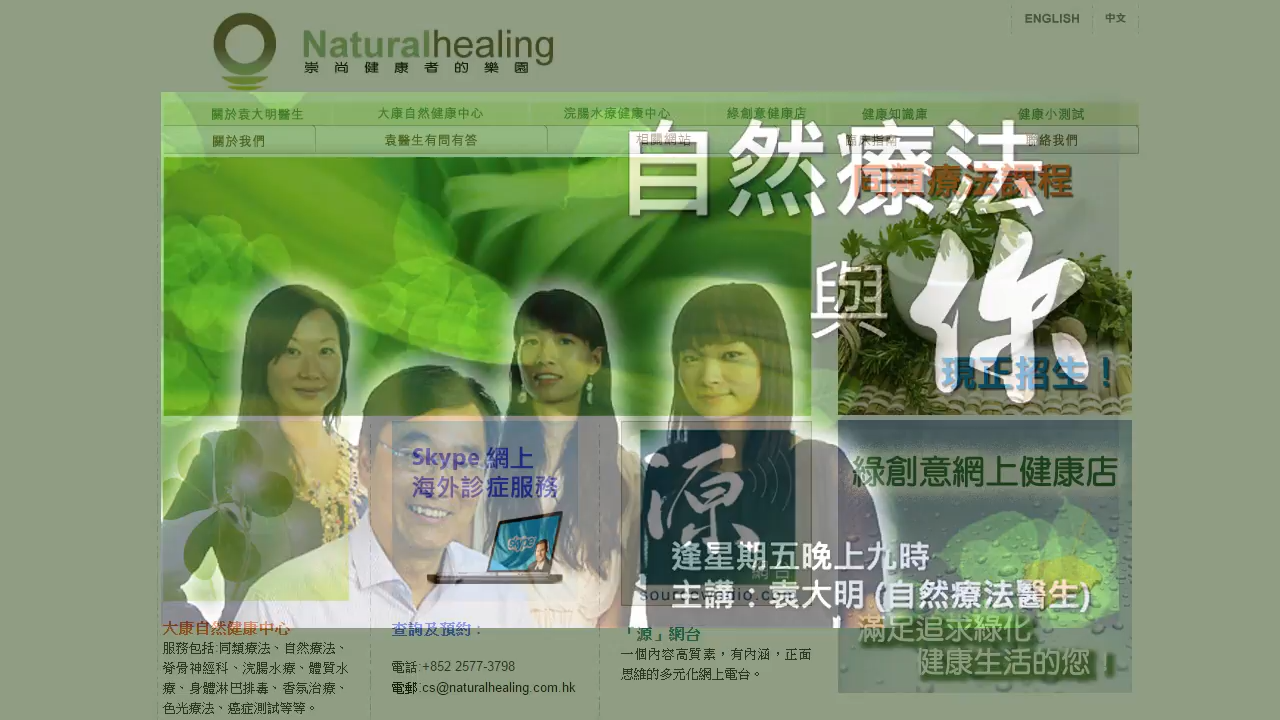 ENGLISH 中文
Naturalhealing
崇尚健康者的樂園
關於袁大明醫生 大康自然健康中心 浣腸水療健康中心 綠創意健康店 健康知識庫 健康小測試
關於我們 袁醫生有問有答 相關網站 臨床指南 聯絡我們
自然療法
與
你
同類療法課程
現正招生！
Skype 網上
海外診症服務
skype
源
網台
綠創意網上健康店
逢星期五晚上九時
主講：袁大明 (自然療法醫生)
滿足追求綠化
健康生活的您！
大康自然健康中心
服務包括:同類療法、自然療法、
脊骨神經科、浣腸水療、體質水
療、身體淋巴排毒、香氛治療、
色光療法、癌症測試等等。
查詢及預約：
電話:+852 2577-3798
電郵:cs@naturalhealing.com.hk
「源」網台
一個內容高質素，有內涵，正面
思維的多元化網上電台。